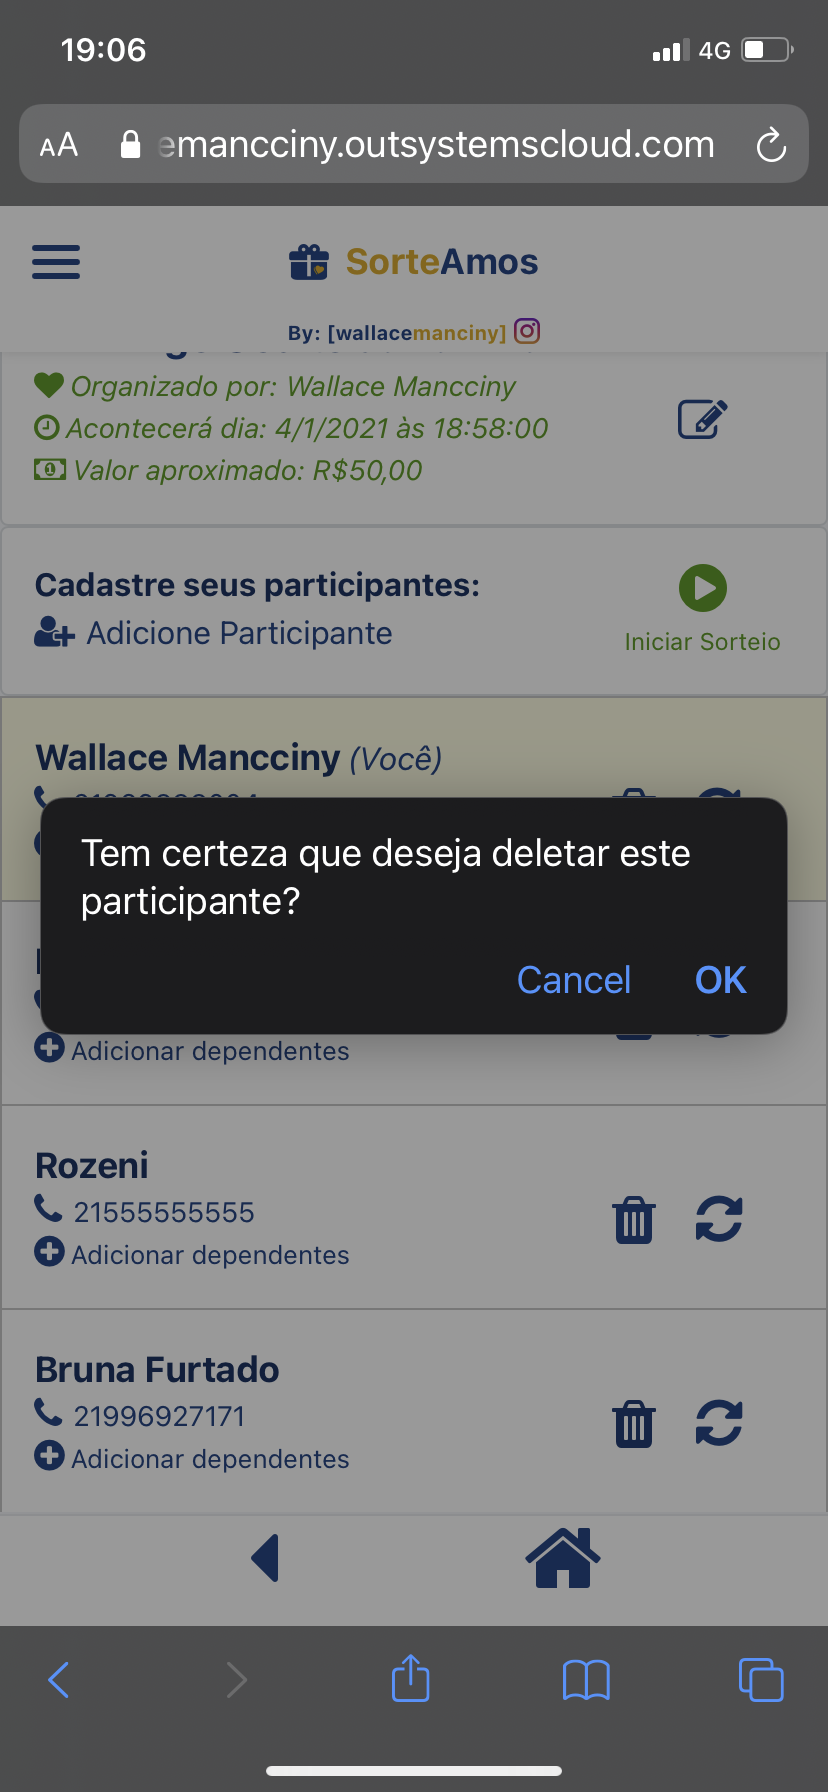 19:06
4G
AA
emancciny.outsystemscloud.com
SorteAmos
By: [wallacemanciny]
Organizado por: Wallace Mancciny
Acontecerá dia: 4/1/2021 às 18:58:00
Valor aproximado: R$50,00
Cadastre seus participantes:
Adicione Participante
Iniciar Sorteio
Wallace Mancciny (Você)
Tem certeza que deseja deletar este
participante?
Cancel
OK
Adicionar dependentes
Rozeni
21555555555
Adicionar dependentes
Bruna Furtado
21996927171
Adicionar dependentes